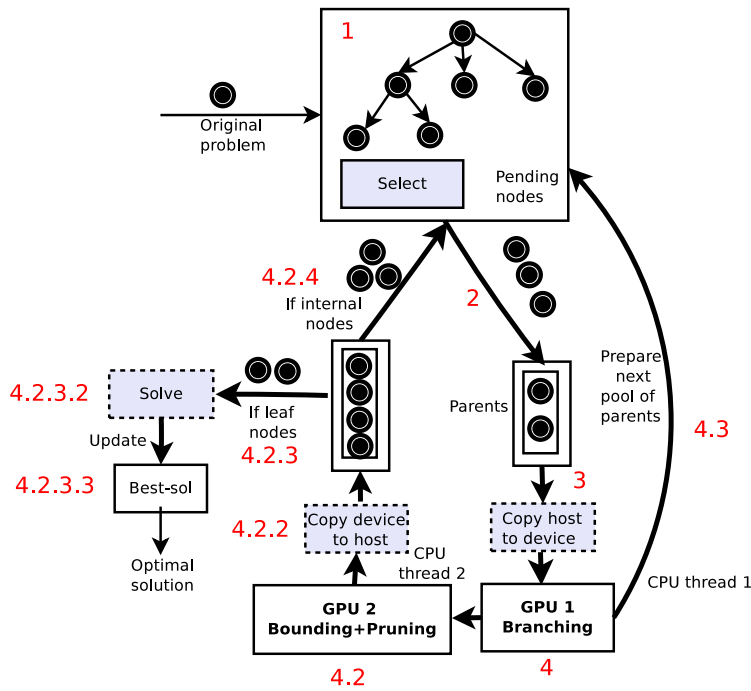 1
Original
problem
Select
Pending
nodes
4.2.4
If internal
nodes
2
Prepare
next
pool of
parents
4.3
4.2.3.2
Solve
If leaf
nodes
4.2.3
Parents
Update
4.2.3.3
Best-sol
3
4.2.2
Copy device
to host
Copy host
to device
Optimal
solution
CPU
thread 2
CPU thread 1
GPU 2
Bounding+Pruning
GPU 1
Branching
4.2
4